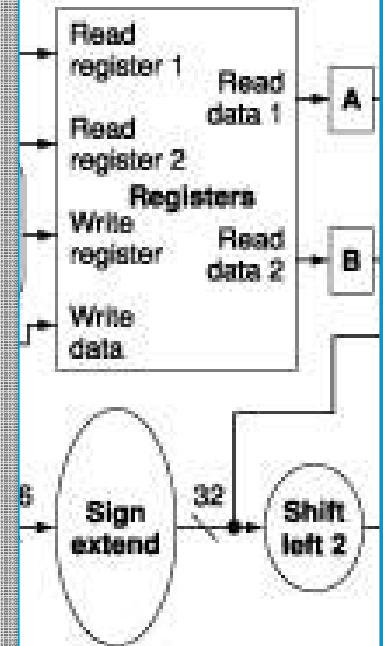 Read
register 1
Read
data 1
A
Read
register 2
Registers
Write
register
Read
data 2
B
Write
data
6
Sign
extend
32
Shift
left 2